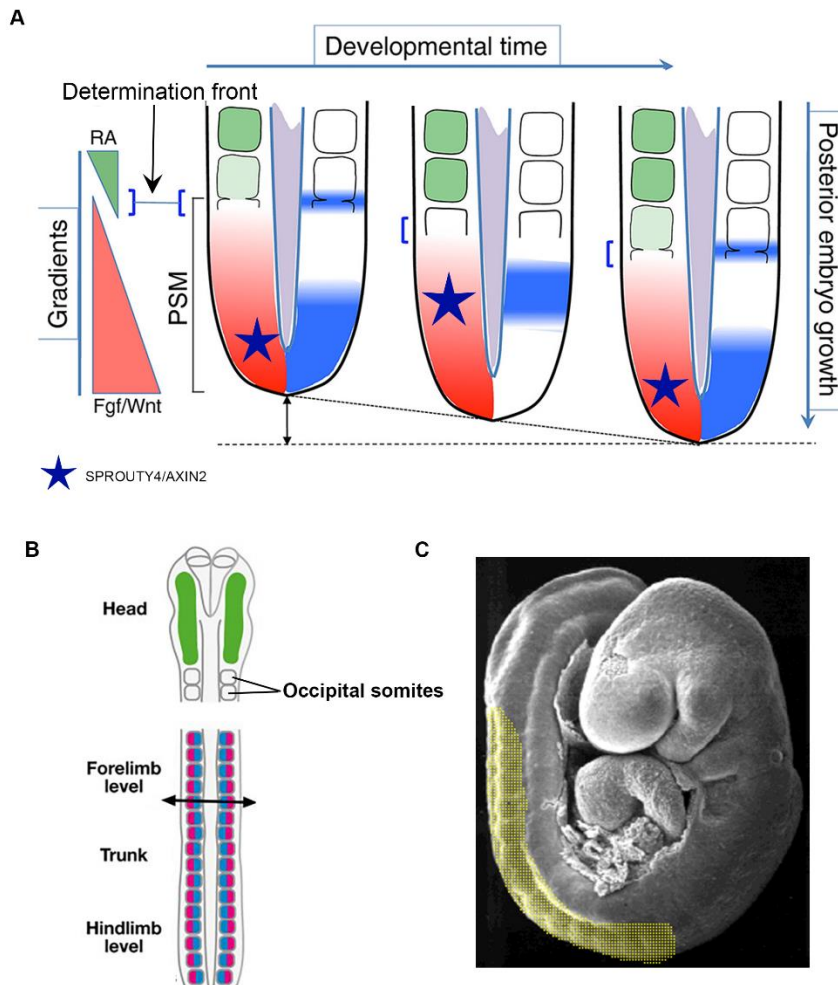 A
Developmental time
Determination front
RA
Gradients
PSM
Fgf/Wnt
Posterior embryo growth
SPROUTY4/AXIN2
B
Head
Occipital somites
Forelimb
level
Trunk
Hindlimb
level
C